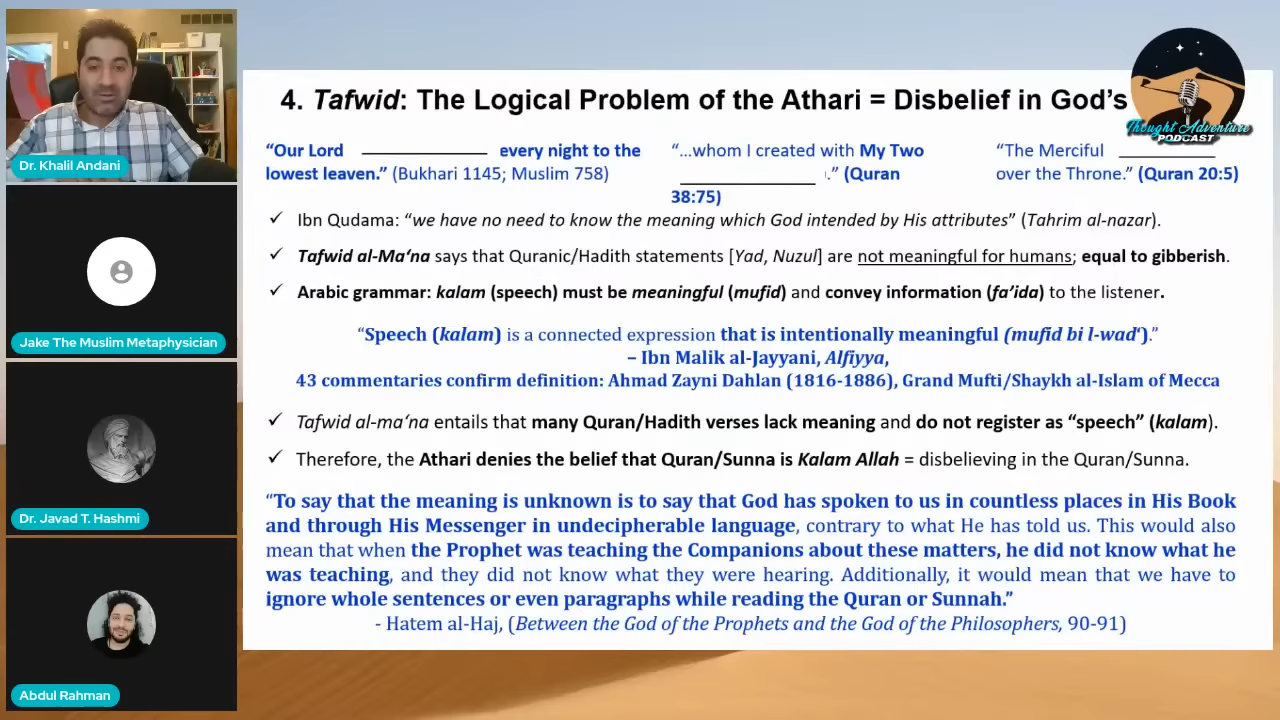 4. Tafwid: The Logical Problem of the Athari = Disbelief in God's
Thought Adventure
PODCAST
"Our Lord ____________ every night to the
lowest leaven." (Bukhari 1145; Muslim 758)
"…whom I created with My Two
____________ ." (Quran
38:75)
"The Merciful ____________
over the Throne." (Quran 20:5)
✓ Ibn Qudama: "we have no need to know the meaning which God intended by His attributes" (Tahrim al-nazar).
✓ Tafwid al-Ma'na says that Quranic/Hadith statements [Yad, Nuzul] are not meaningful for humans; equal to gibberish.
✓ Arabic grammar: kalam (speech) must be meaningful (mufid) and convey information (fa'ida) to the listener.
"Speech (kalam) is a connected expression that is intentionally meaningful (mufid bi l-wad')."
– Ibn Malik al-Jayyani, Alfiyya,
43 commentaries confirm definition: Ahmad Zayni Dahlan (1816-1886), Grand Mufti/Shaykh al-Islam of Mecca
✓ Tafwid al-ma'na entails that many Quran/Hadith verses lack meaning and do not register as "speech" (kalam).
✓ Therefore, the Athari denies the belief that Quran/Sunna is Kalam Allah = disbelieving in the Quran/Sunna.
"To say that the meaning is unknown is to say that God has spoken to us in countless places in His Book
and through His Messenger in undecipherable language, contrary to what He has told us. This would also
mean that when the Prophet was teaching the Companions about these matters, he did not know what he
was teaching, and they did not know what they were hearing. Additionally, it would mean that we have to
ignore whole sentences or even paragraphs while reading the Quran or Sunnah."
- Hatem al-Haj, (Between the God of the Prophets and the God of the Philosophers, 90-91)
Dr. Khalil Andani
Jake The Muslim Metaphysician
Dr. Javad T. Hashmi
Abdul Rahman